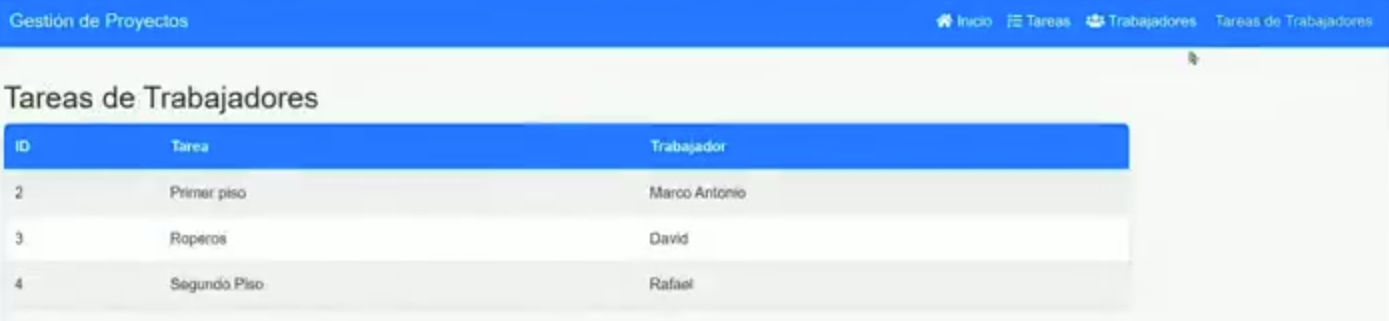 Gestión de Proyectos Inicio Tareas Trabajadores Tareas de Trabajadores
Tareas de Trabajadores
ID Tarea Trabajador
2 Primer piso Marco Antonio
3 Roperos David
4 Segundo Piso Rafael